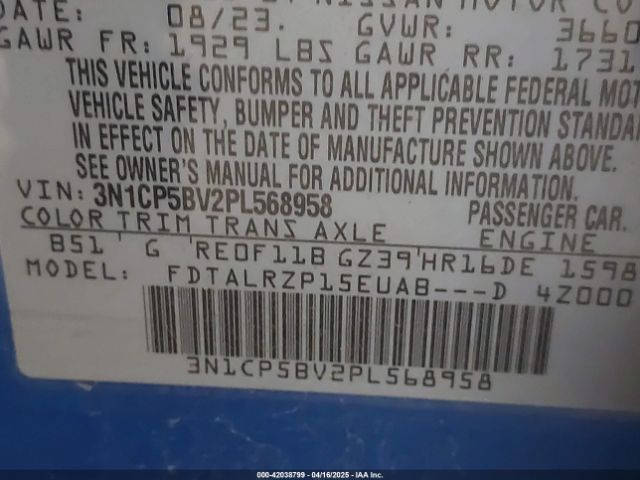 DATE: 08/23. GVWR: 3660
GAWR FR: 1929 LBS GAWR RR: 1731
THIS VEHICLE CONFORMS TO ALL APPLICABLE FEDERAL MOT
VEHICLE SAFETY, BUMPER AND THEFT PREVENTION STANDA
IN EFFECT ON THE DATE OF MANUFACTURE SHOWN ABOVE.
SEE OWNER'S MANUAL FOR ADDITIONAL INFORMATION.
VIN: 3N1CP5BV2PL568958 PASSENGER CAR.
COLOR TRIM TRANS AXLE ENGINE
B51 G RE0F11B GZ39 HR16DE 1598
MODEL: FDTALRZP15EUAB---D 4Z000
3N1CP5BV2PL568958
000-42038799 - 04/16/2025 - IAA Inc.